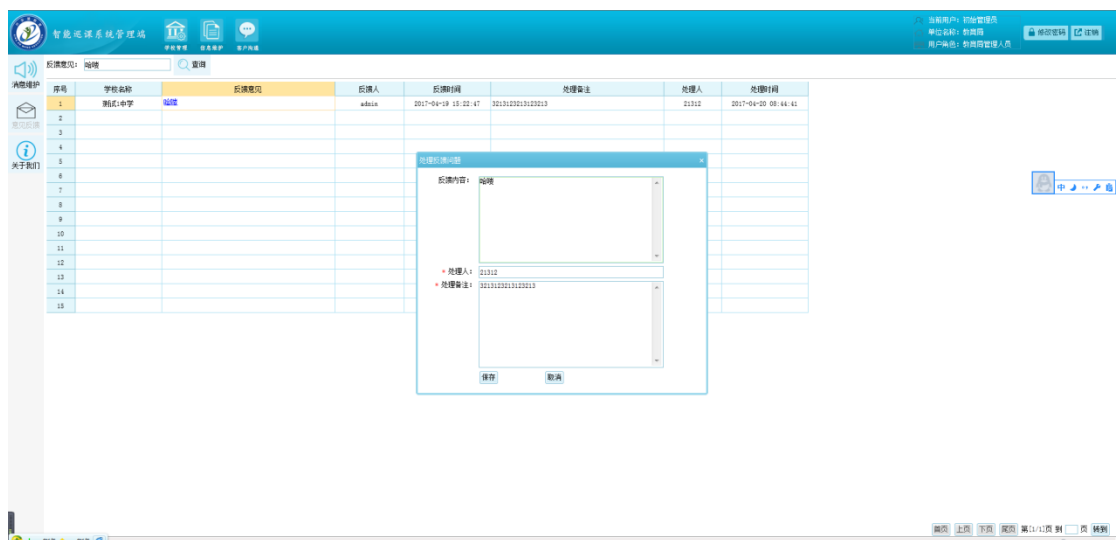 智能巡课系统管理端
学校管理 信息维护 客户沟通
当前用户: 初始管理员
单位名称: 教育局
用户角色: 教育局管理人员
修改密码 注销
消息维护
意见反馈
关于我们
反馈意见: 哈喽 查询
序号 学校名称 反馈意见 反馈人 反馈时间 处理备注 处理人 处理时间
1 测试1中学 哈喽 admin 2017-04-19 15:22:47 3213123213123213 21312 2017-04-20 08:44:41
2
3
4
5
6
7
8
9
10
11
12
13
14
15
处理反馈问题 ×
反馈内容: 哈喽
* 处理人: 21312
* 处理备注: 3213123213123213
保存 取消
中
首页 上页 下页 尾页 第[1/1]页 到 页 转到